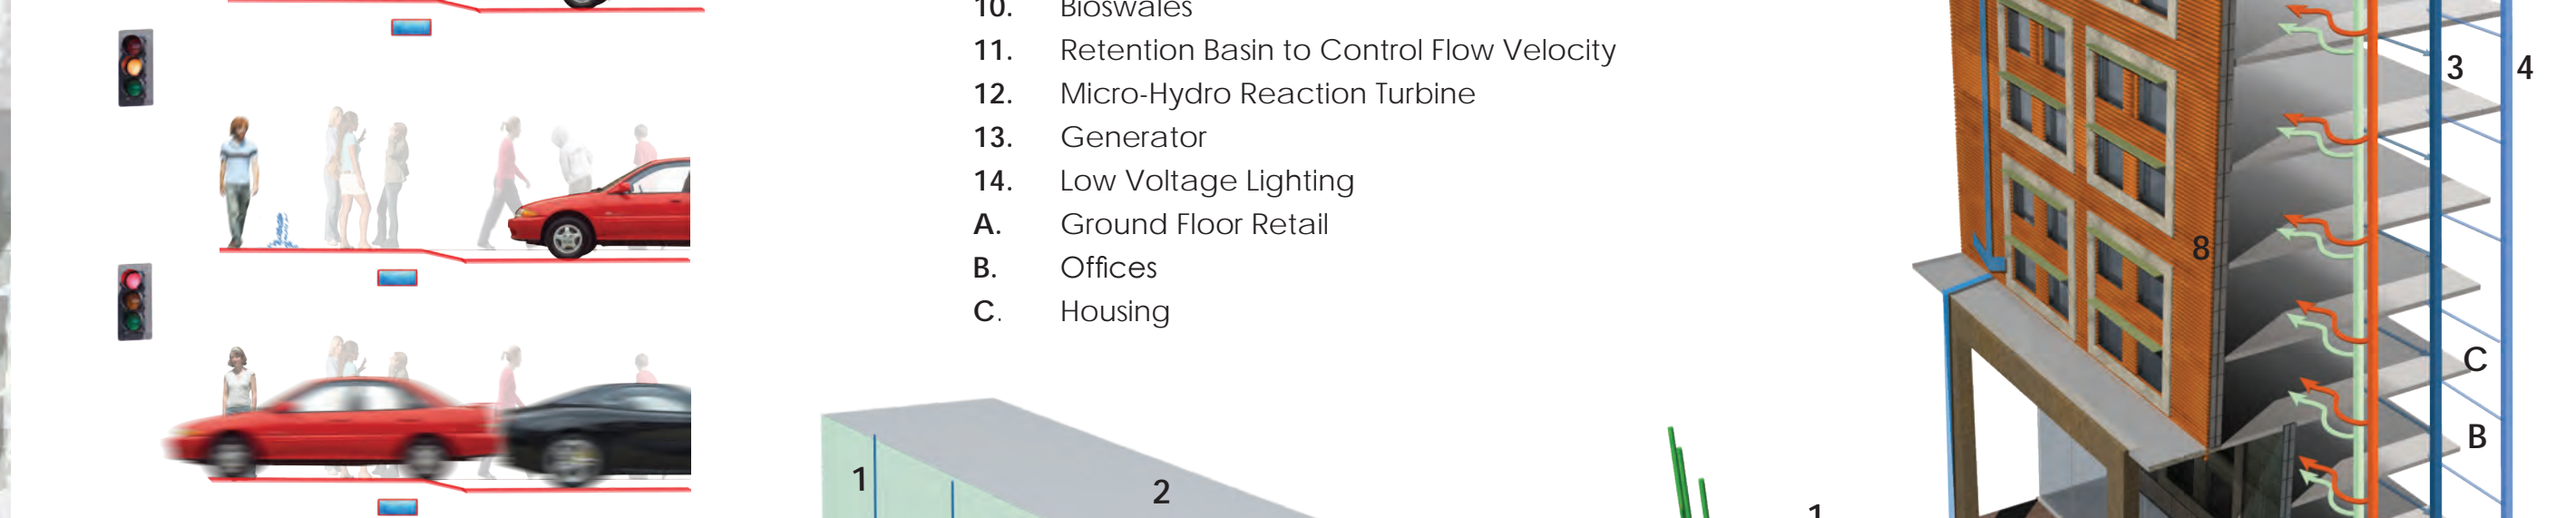 10. Bioswales
11. Retention Basin to Control Flow Velocity
12. Micro-Hydro Reaction Turbine
13. Generator
14. Low Voltage Lighting
A. Ground Floor Retail
B. Offices
C. Housing
1
2
1
3
4
8
C
B